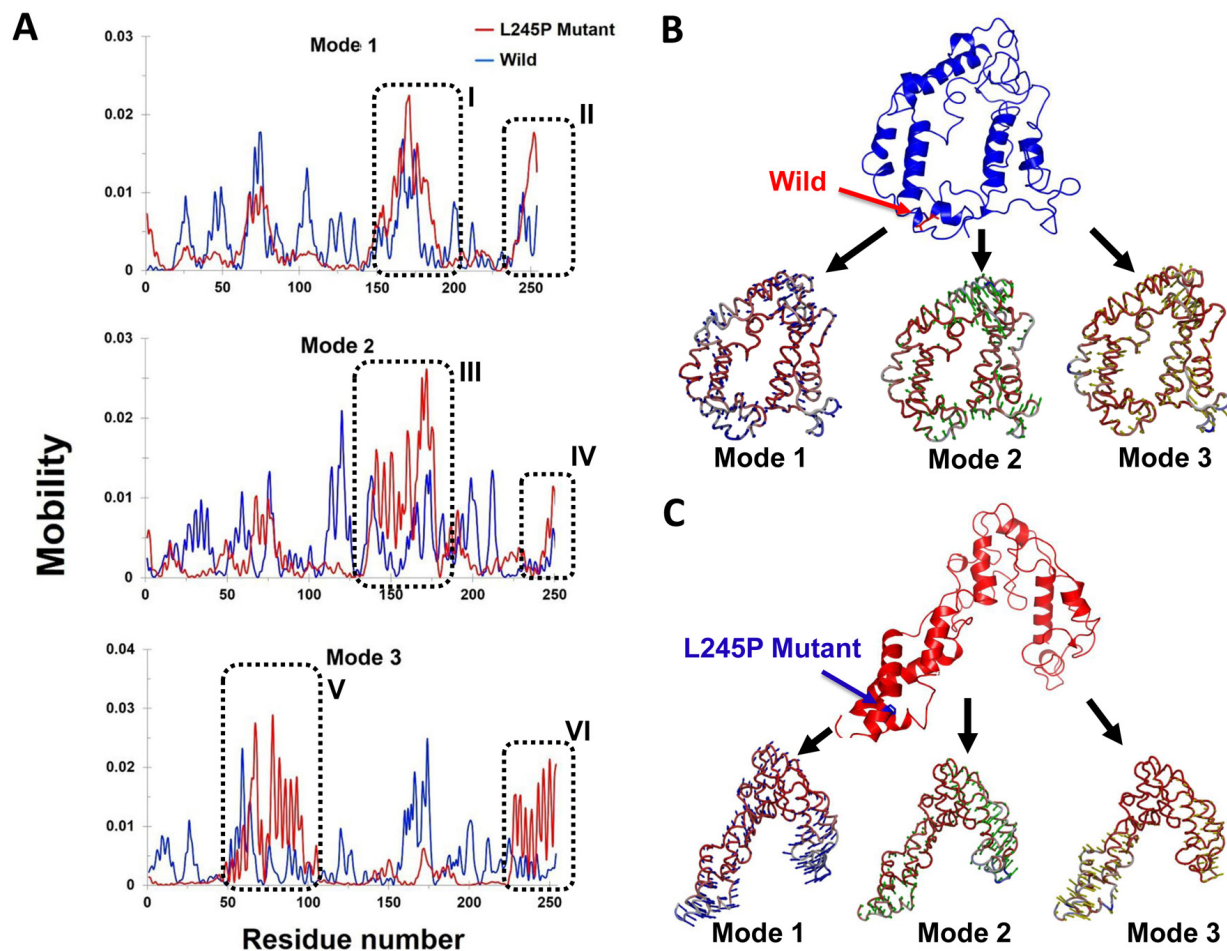 A
Mobility
Mode 1
L245P Mutant
Wild
I
II
0.03
0.02
0.01
0
0 50 100 150 200 250
Mode 2
III
IV
0.03
0.02
0.01
0
0 50 100 150 200 250
Mode 3
V
VI
0.04
0.03
0.02
0.01
0
0 50 100 150 200 250
Residue number
B
Wild
Mode 1 Mode 2 Mode 3
C
L245P Mutant
Mode 1 Mode 2 Mode 3